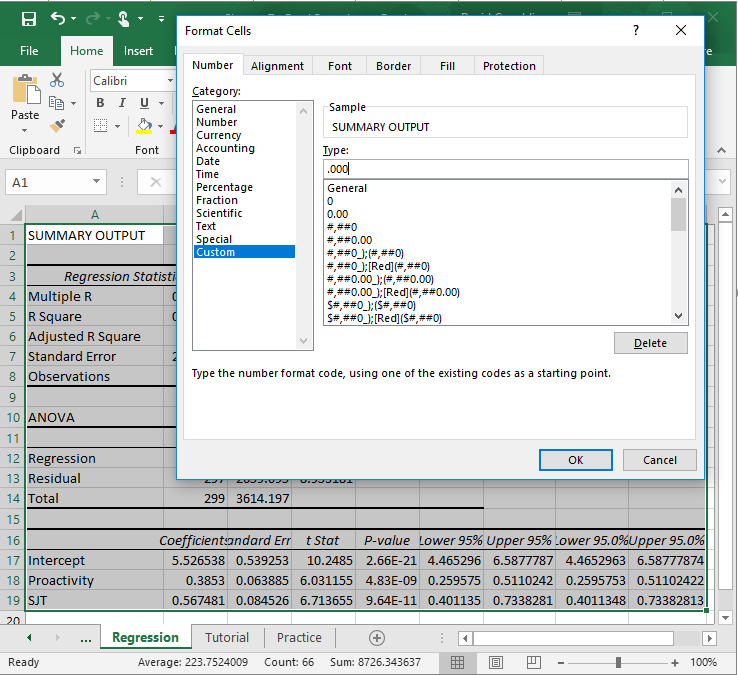 Format Cells
?
File
Home
Insert
Number
Alignment
Font
Border
Fill
Protection
Category:
General
Number
Currency
Accounting
Date
Time
Percentage
Fraction
Scientific
Text
Special
Custom
Sample
SUMMARY OUTPUT
Type:
.000
General
0
0.00
#,##0
#,##0.00
#,##0_);(#,##0)
#,##0_);[Red](#,##0)
#,##0.00_);(#,##0.00)
#,##0.00_);[Red](#,##0.00)
$#,##0_);($#,##0)
$#,##0_);[Red]($#,##0)
Delete
Type the number format code, using one of the existing codes as a starting point.
OK
Cancel
Paste
Calibri
B I U
Clipboard
Font
A1
A
1 SUMMARY OUTPUT
2
3 Regression Statisti
4 Multiple R 0
5 R Square 0
6 Adjusted R Square
7 Standard Error 2
8 Observations
9
10 ANOVA
11
12 Regression
13 Residual 297
14 Total 299 3614.197
15
16 Coefficients andard Err t Stat P-value Lower 95% Upper 95% Lower 95.0% Upper 95.0%
17 Intercept 5.526538 0.539253 10.2485 2.66E-21 4.465296 6.5877787 4.4652963 6.58777874
18 Proactivity 0.3853 0.063885 6.031155 4.83E-09 0.259575 0.5110242 0.2595753 0.51102422
19 SJT 0.567481 0.084526 6.713655 9.64E-11 0.401135 0.7338281 0.4011348 0.73382813
20
... Regression Tutorial Practice
Ready Average: 223.7524009 Count: 66 Sum: 8726.343637 100%